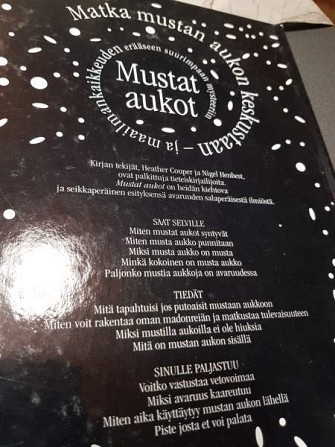 Matka mustan aukon keskustaan – ja maailmankaikkeuden erääseen suurimpaan mysteeriin
Mustat
aukot
Kirjan tekijät, Heather Couper ja Nigel Henbest,
ovat palkittuja tieteiskirjailijoita.
Mustat aukot on heidän kiehtova
ja seikkaperäinen esityksensä avaruuden salaperäisestä ilmiöstä.
SAAT SELVILLE
Miten mustat aukot syntyvät
Miten musta aukko punnitaan
Miksi musta aukko on musta
Minkä kokoinen on musta aukko
Paljonko mustia aukkoja on avaruudessa
TIEDÄT
Mitä tapahtuisi jos putoaisit mustaan aukkoon
Miten voit rakentaa oman madonreiän ja matkustaa tulevaisuuteen
Miksi mustilla aukoilla ei ole hiuksia
Mitä on mustan aukon sisällä
SINULLE PALJASTUU
Voitko vastustaa vetovoimaa
Miksi avaruus kaareutuu
Miten aika käyttäytyy mustan aukon lähellä
Piste josta et voi palata